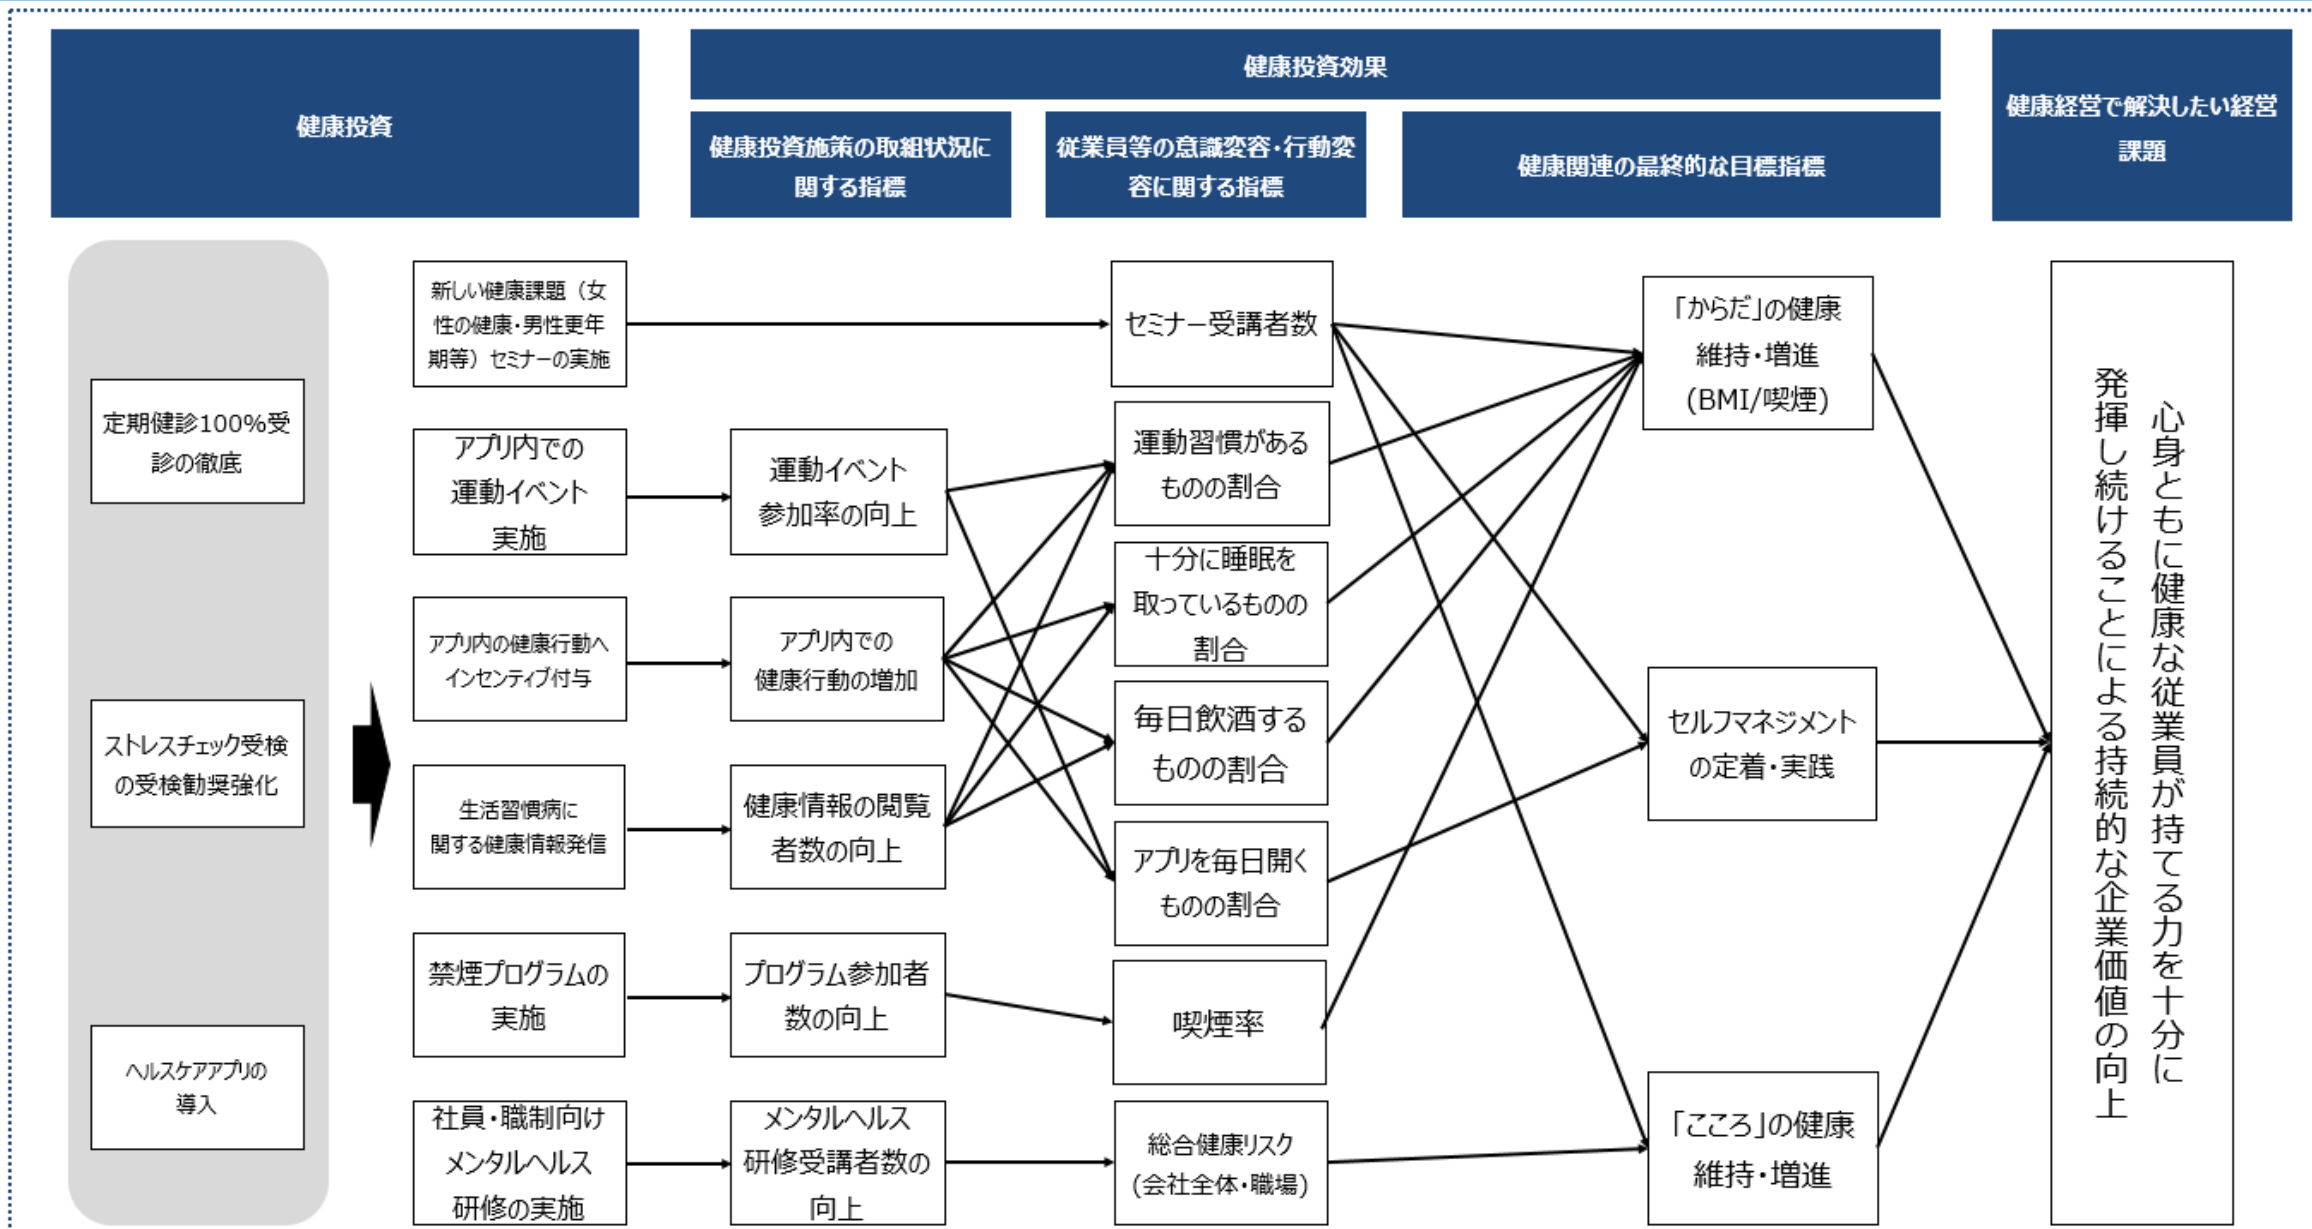 健康投資
健康投資効果
健康経営で解決したい経営
課題
健康投資施策の取組状況に
関する指標
従業員等の意識変容・行動変
容に関する指標
健康関連の最終的な目標指標
定期健診100%受
診の徹底
ストレスチェック受検
の受検勧奨強化
ヘルスケアアプリの
導入
新しい健康課題（女
性の健康・男性更年
期等）セミナーの実施
アプリ内での
運動イベント
実施
アプリ内の健康行動へ
インセンティブ付与
生活習慣病に
関する健康情報発信
禁煙プログラムの
実施
社員・職制向け
メンタルヘルス
研修の実施
運動イベント
参加率の向上
アプリ内での
健康行動の増加
健康情報の閲覧
者数の向上
プログラム参加者
数の向上
メンタルヘルス
研修受講者数の
向上
セミナー受講者数
運動習慣がある
ものの割合
十分に睡眠を
取っているものの
割合
毎日飲酒する
ものの割合
アプリを毎日開く
ものの割合
喫煙率
総合健康リスク
(会社全体・職場)
「からだ」の健康
維持・増進
(BMI/喫煙)
セルフマネジメント
の定着・実践
「こころ」の健康
維持・増進
心身ともに健康な従業員が持てる力を十分に
発揮し続けることによる持続的な企業価値の向上